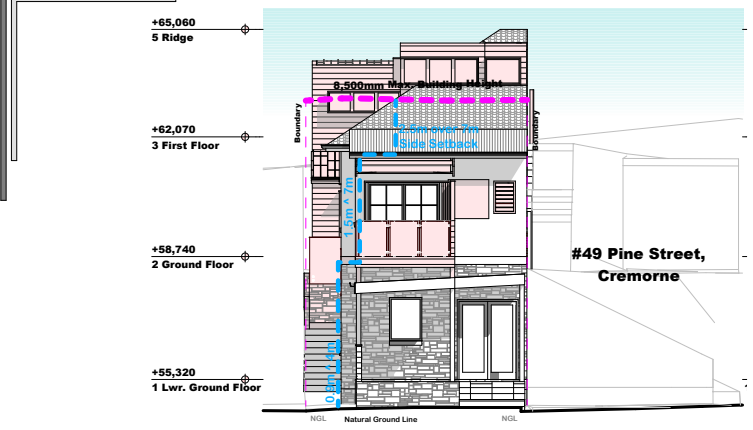 +65,060
5 Ridge
8,500mm Max. Building Height
Boundary
Boundary
+62,070
3 First Floor
2.5m over 7m
Side Setback
1.5m ^ 7m
+58,740
2 Ground Floor
#49 Pine Street,
Cremorne
+55,320
1 Lwr. Ground Floor
0.9m ^ 4m
NGL
Natural Ground Line
NGL